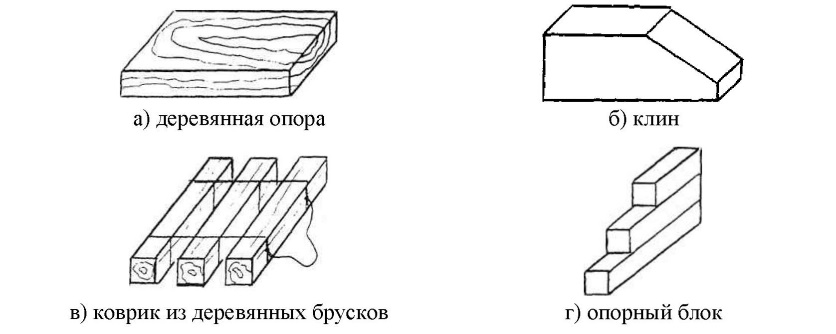 а) деревянная опора
б) клин
в) коврик из деревянных брусков
г) опорный блок